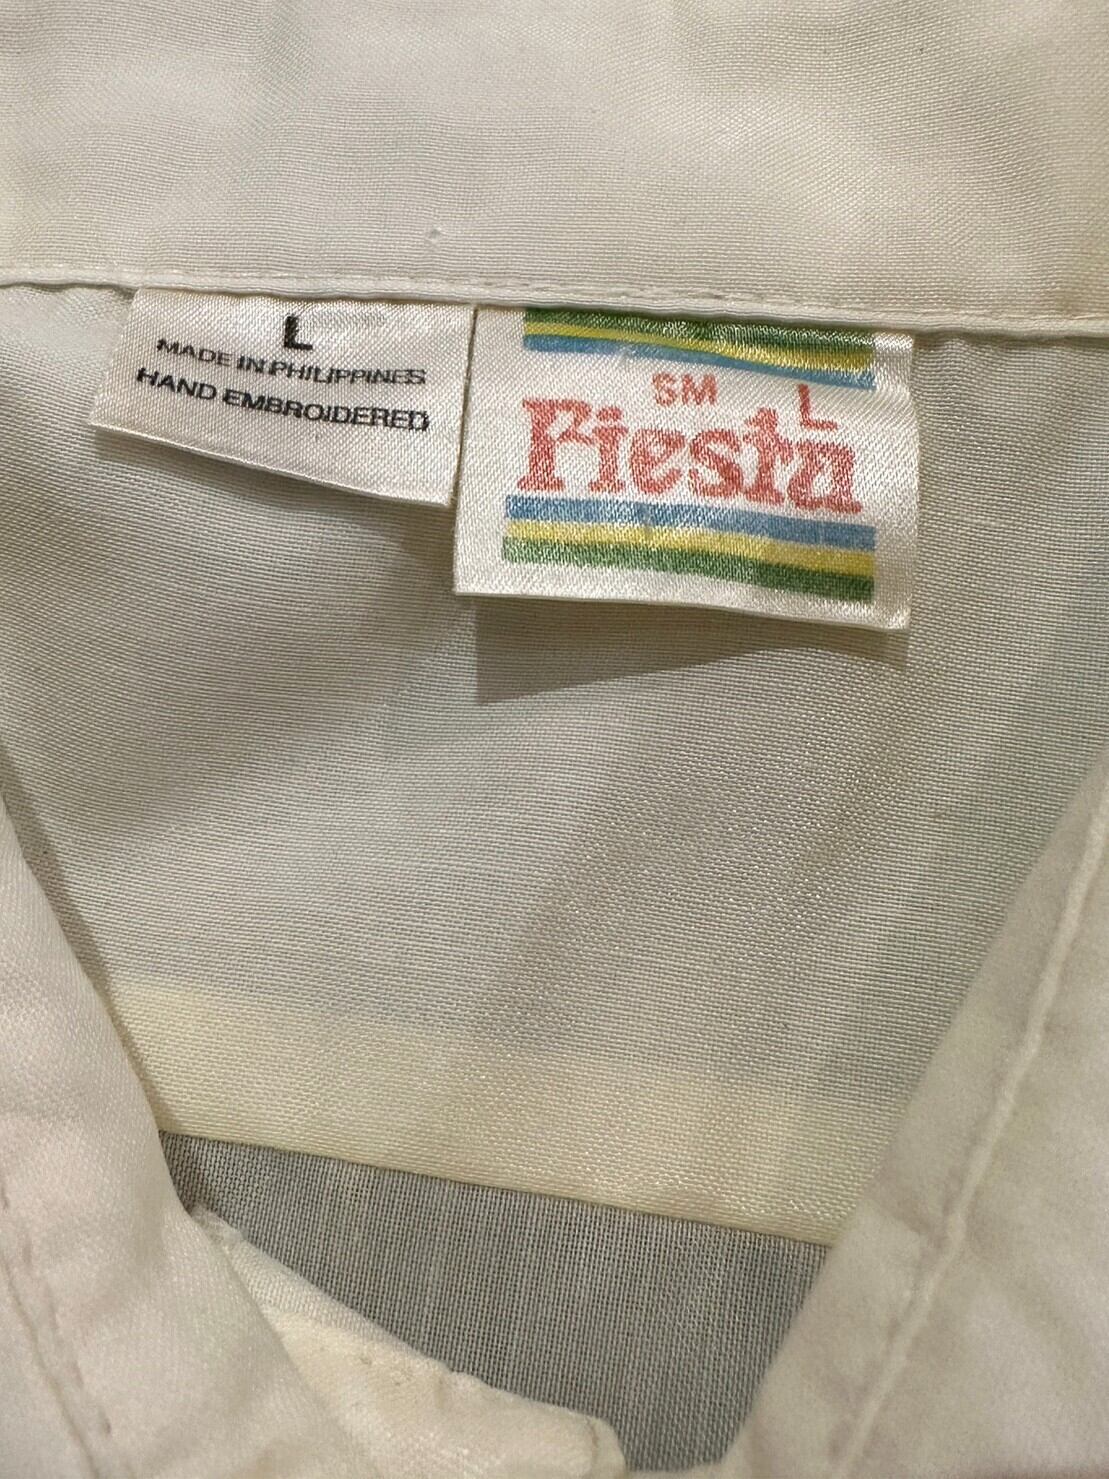 L
MADE IN PHILIPPINES
HAND EMBROIDERED
SM L
Fiesta